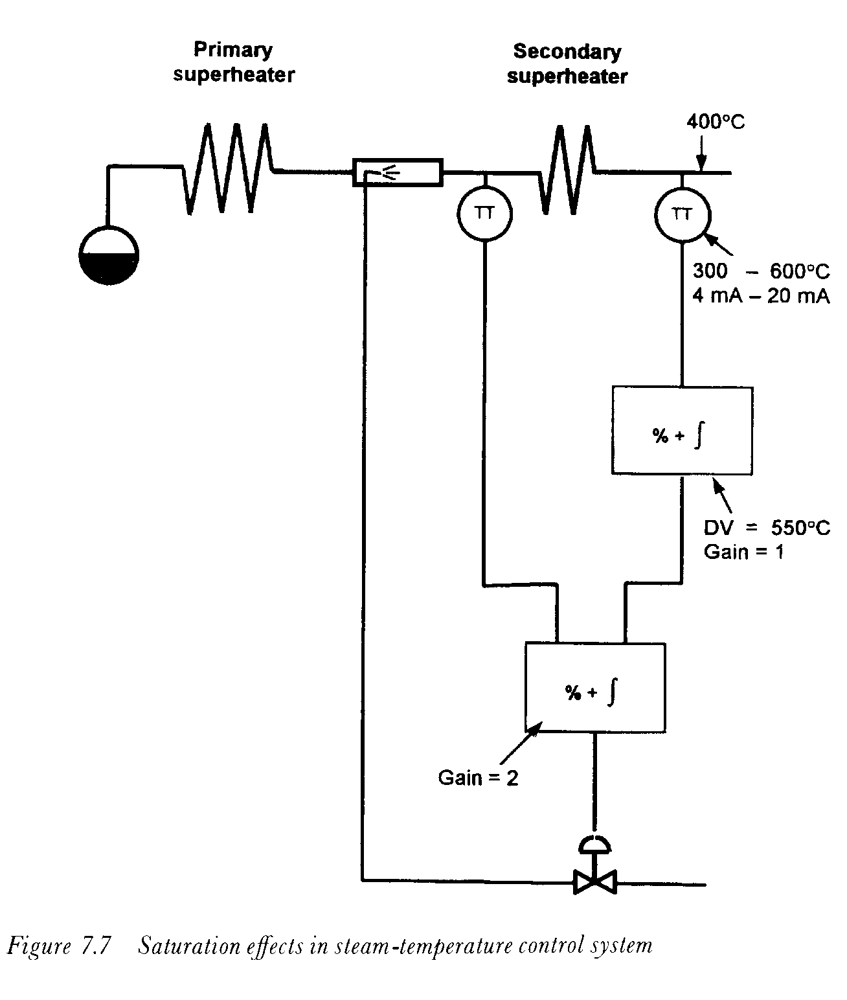 Primary
superheater
Secondary
superheater
400°C
TT
TT
300 – 600°C
4 mA – 20 mA
% + ∫
DV = 550°C
Gain = 1
% + ∫
Gain = 2
Figure 7.7 Saturation effects in steam-temperature control system